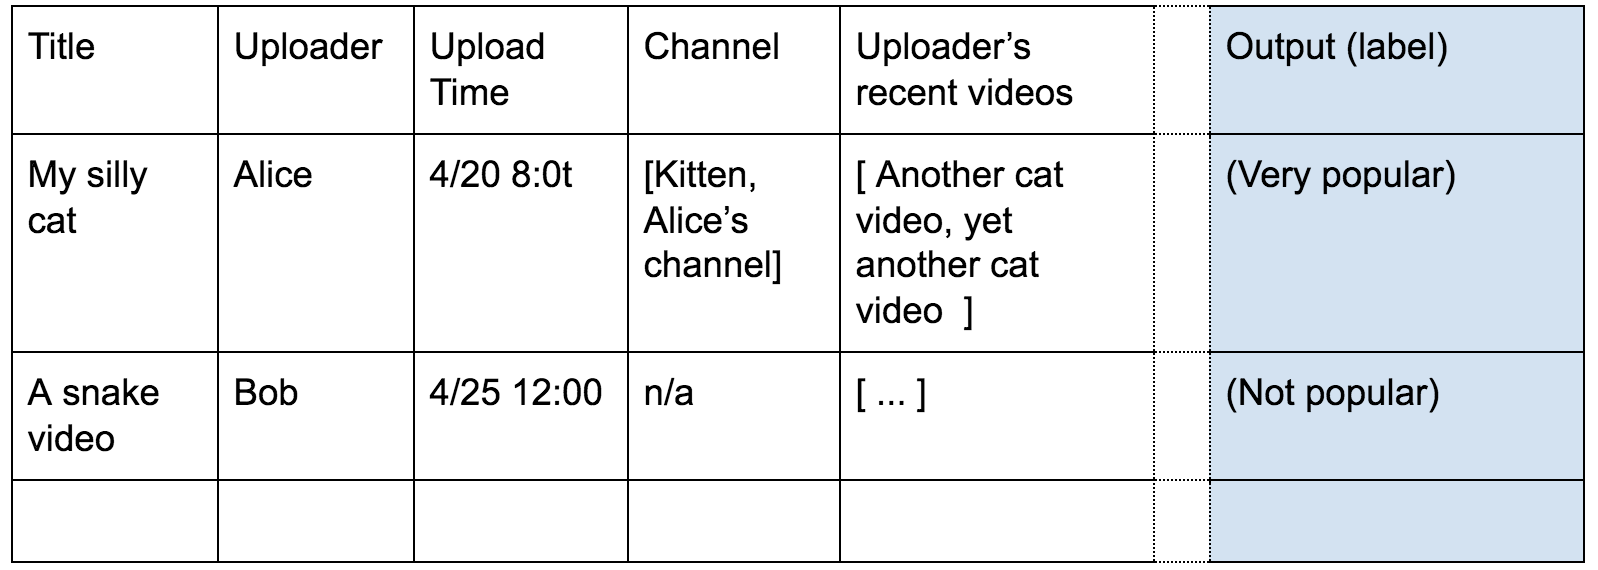 Title
Uploader
Upload
Time
Channel
Uploader’s
recent videos
Output (label)
My silly
cat
Alice
4/20 8:0t
[Kitten,
Alice’s
channel]
[ Another cat
video, yet
another cat
video  ]
(Very popular)
A snake
video
Bob
4/25 12:00
n/a
[ ... ]
(Not popular)